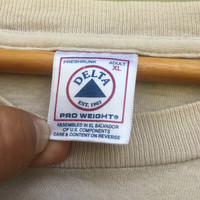 PRESHRUNK ADULT
XL
DELTA
EST. 1903
PRO WEIGHT®
ASSEMBLED IN EL SALVADOR
OF U.S. COMPONENTS
CARE & CONTENT ON REVERSE